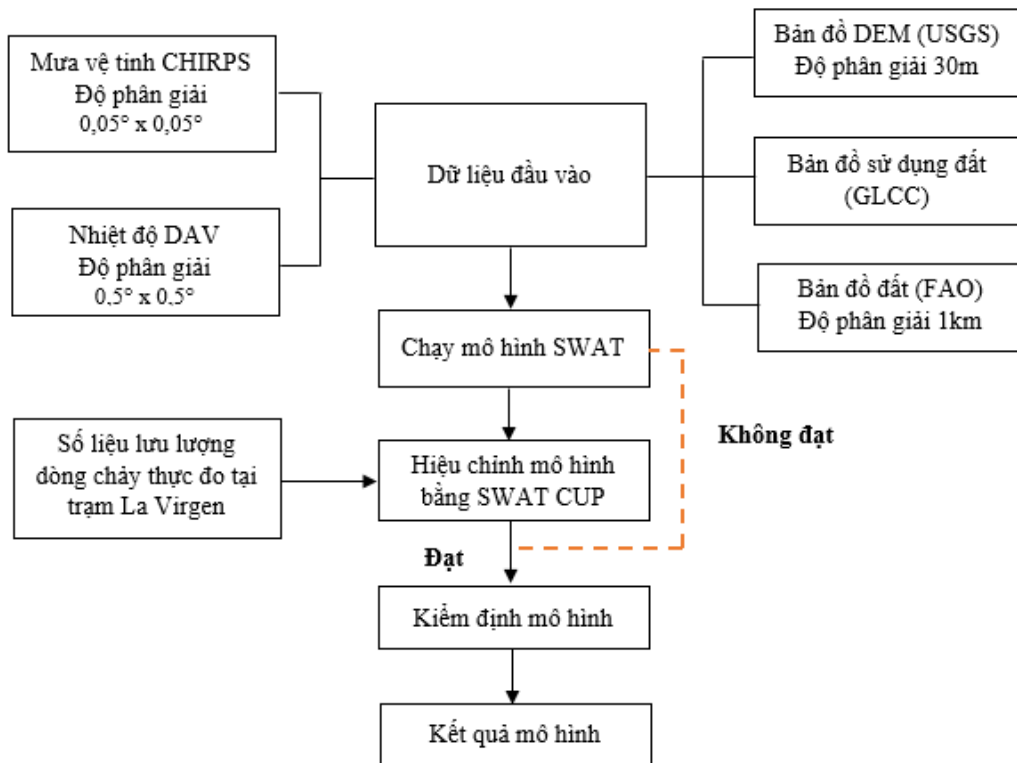 Mưa vệ tinh CHIRPS
Độ phân giải
0,05° x 0,05°
Nhiệt độ DAV
Độ phân giải
0.5° x 0.5°
Dữ liệu đầu vào
Bản đồ DEM (USGS)
Độ phân giải 30m
Bản đồ sử dụng đất
(GLCC)
Bản đồ đất (FAO)
Độ phân giải 1km
Chạy mô hình SWAT
Không đạt
Số liệu lưu lượng
dòng chảy thực đo tại
trạm La Virgen
Hiệu chỉnh mô hình
bằng SWAT CUP
Đạt
Kiểm định mô hình
Kết quả mô hình